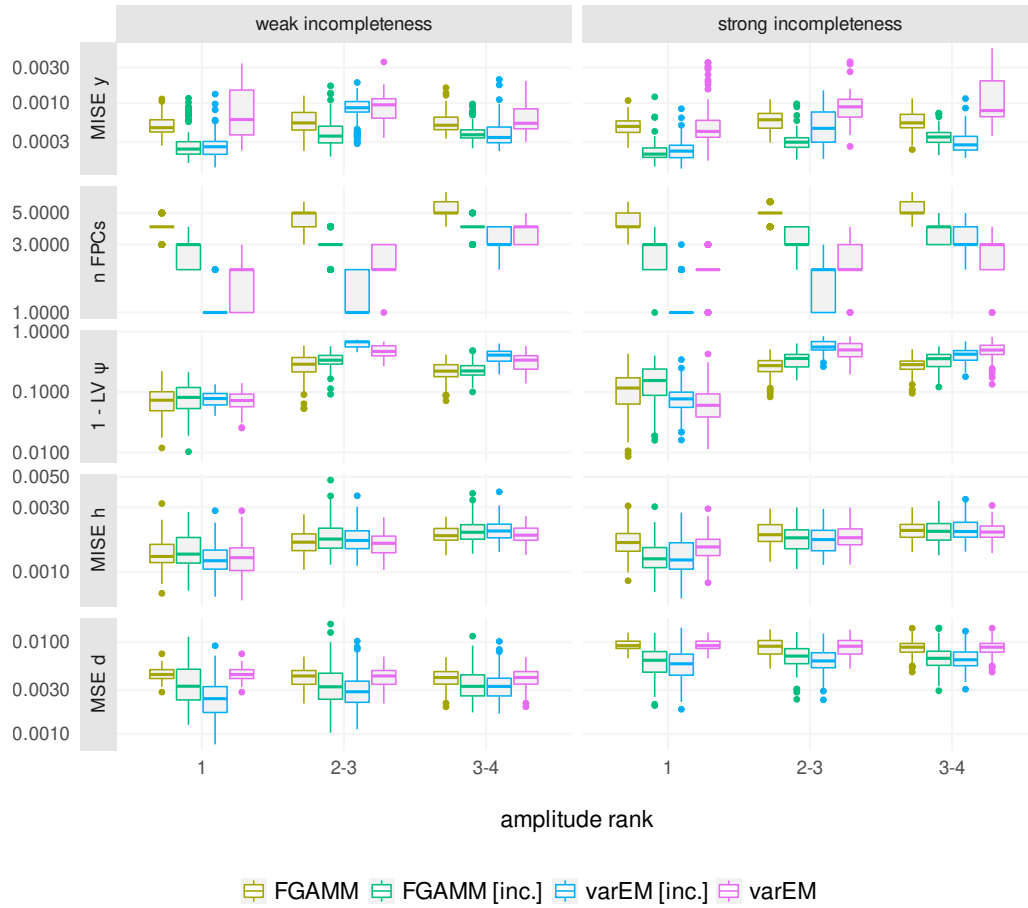 weak incompleteness
strong incompleteness
MISE y
0.0030
0.0010
0.0003
n FPCs
5.0000
3.0000
1.0000
1 - LV ψ
1.0000
0.1000
0.0100
MISE h
0.0050
0.0030
0.0010
MSE d
0.0100
0.0030
0.0010
1 2-3 3-4 1 2-3 3-4
amplitude rank
FGAMM FGAMM [inc.] varEM [inc.] varEM